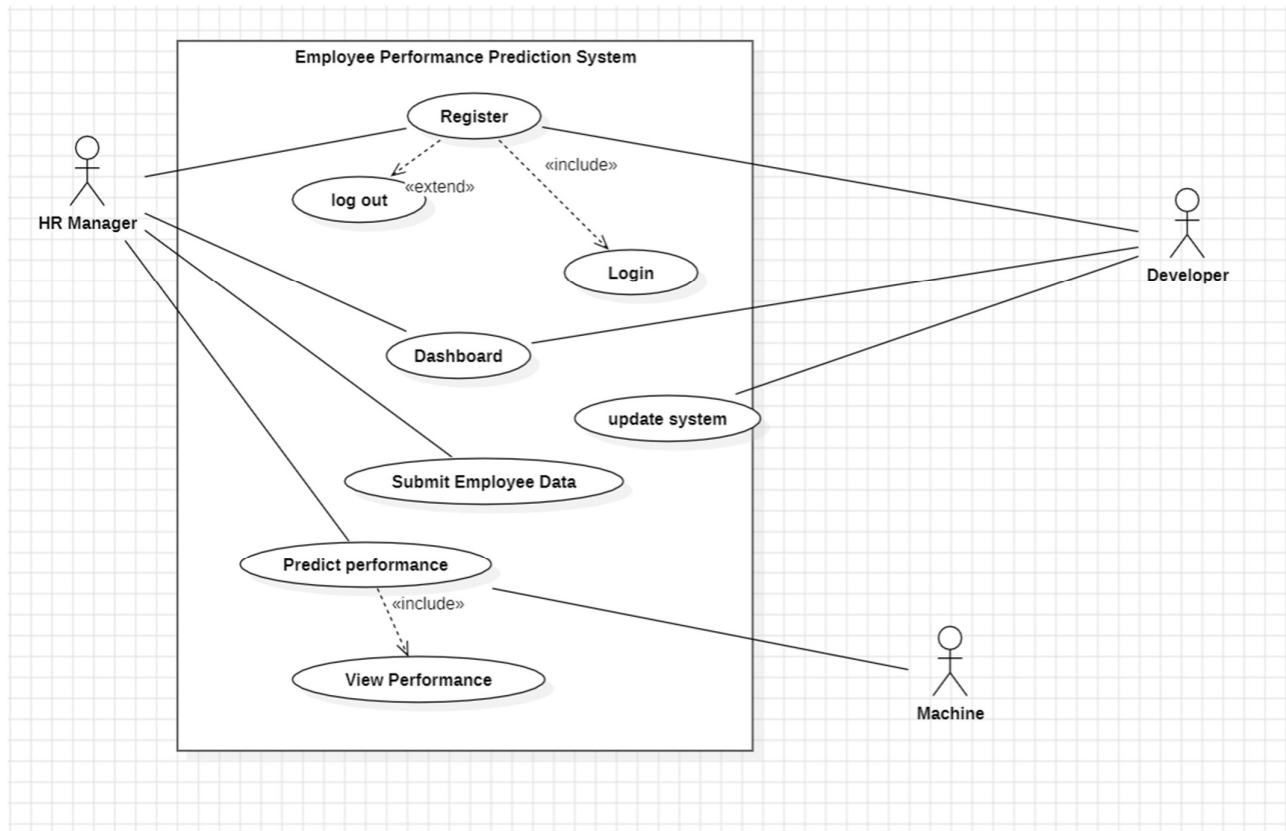 Employee Performance Prediction System
Register
«include»
«extend»
log out
HR Manager
Login
Developer
Dashboard
update system
Submit Employee Data
Predict performance
«include»
View Performance
Machine